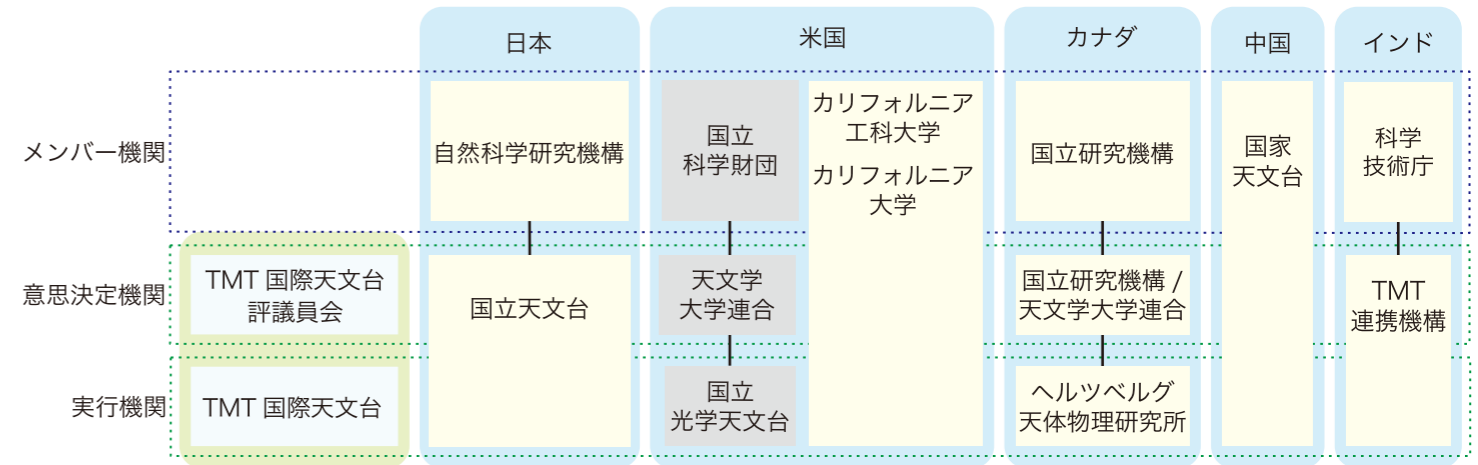 日本
米国
カナダ
中国
インド
メンバー機関
自然科学研究機構
国立
科学財団
カリフォルニア
工科大学
カリフォルニア
大学
国立研究機構
国家
天文台
科学
技術庁
意思決定機関
TMT 国際天文台
評議員会
国立天文台
天文学
大学連合
国立研究機構 /
天文学大学連合
TMT
連携機構
実行機関
TMT 国際天文台
国立
光学天文台
ヘルツベルグ
天体物理研究所